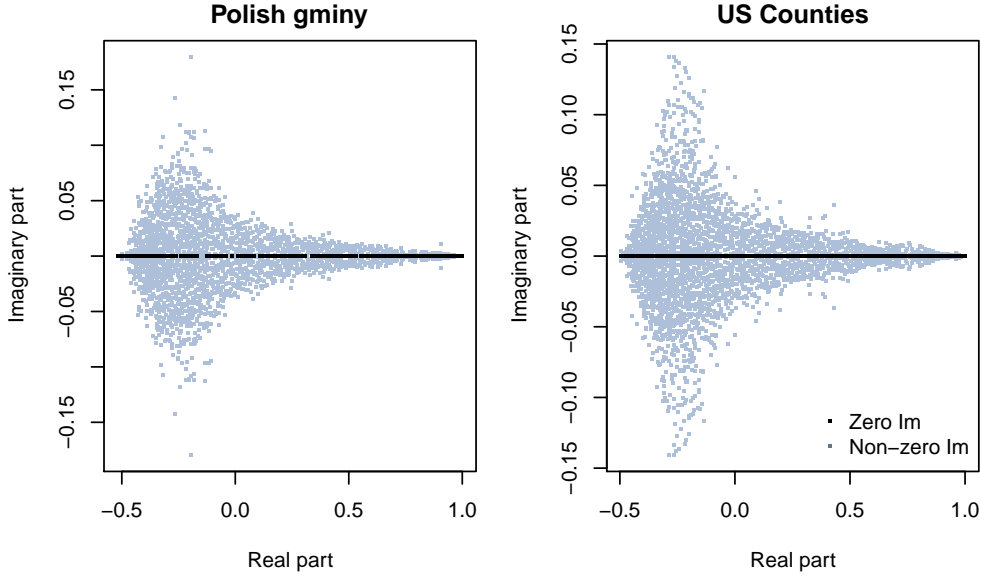 Polish gminy
Imaginary part
0.15
0.05
−0.05
−0.15
−0.5 0.0 0.5 1.0
Real part
US Counties
Imaginary part
0.15
0.10
0.05
0.00
−0.05
−0.10
−0.15
Zero Im
Non−zero Im
−0.5 0.0 0.5 1.0
Real part